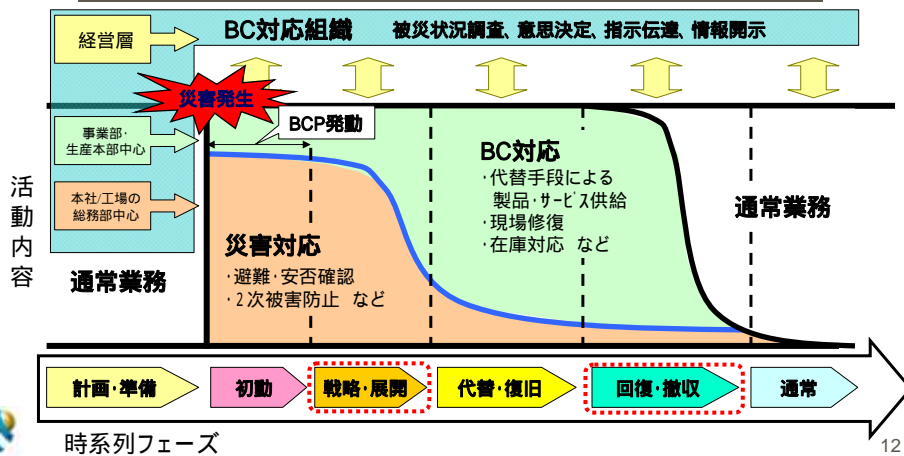 経営層
BC対応組織
被災状況調査、意思決定、指示伝達、情報開示
災害発生
BCP発動
事業部・
生産本部中心
本社/工場の
総務部中心
活動内容
通常業務
災害対応
・避難・安否確認
・2次被害防止 など
BC対応
・代替手段による
製品・サービス供給
・現場修復
・在庫対応 など
通常業務
計画・準備
初動
戦略・展開
代替・復旧
回復・撤収
通常
時系列フェーズ
12